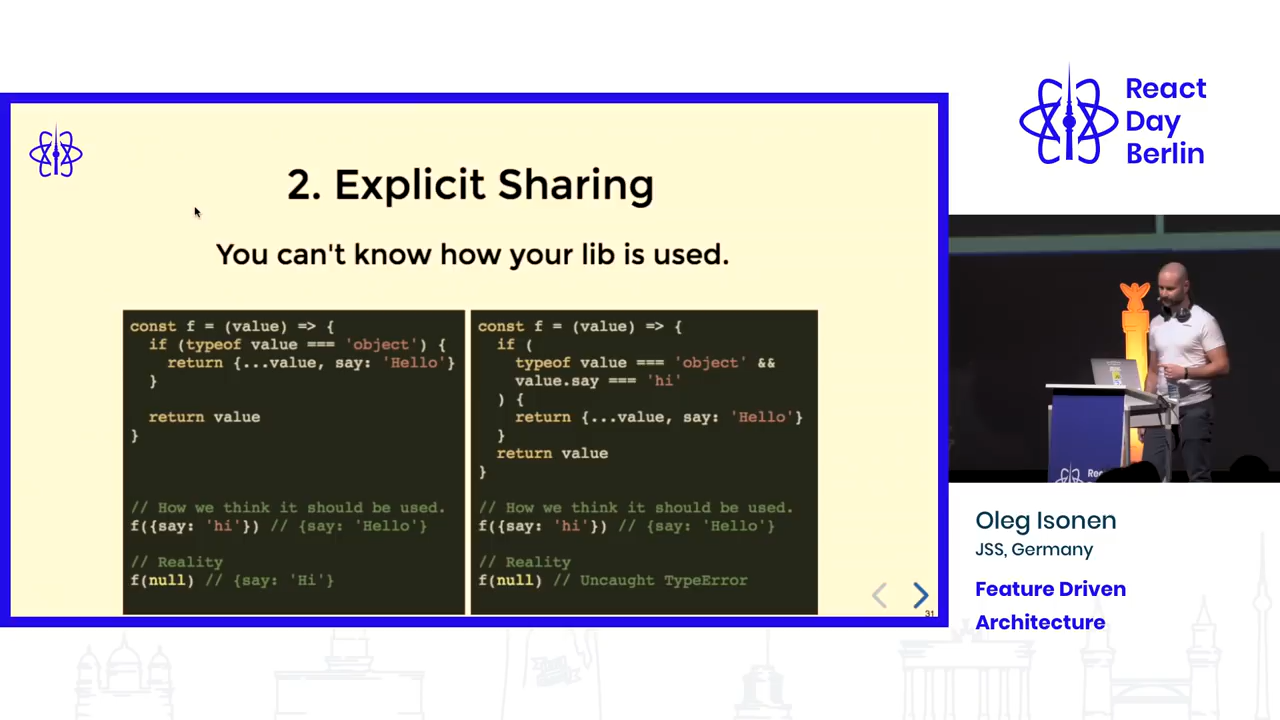 React
Day
Berlin
2. Explicit Sharing
You can't know how your lib is used.
const f = (value) => {
  if (typeof value === 'object') {
    return {...value, say: 'Hello'}
  }

  return value
}

// How we think it should be used.
f({say: 'hi'}) // {say: 'Hello'}

// Reality
f(null) // {say: 'Hi'}
const f = (value) => {
  if (
    typeof value === 'object' &&
    value.say === 'hi'
  ) {
    return {...value, say: 'Hello'}
  }
  return value
}

// How we think it should be used.
f({say: 'hi'}) // {say: 'Hello'}

// Reality
f(null) // Uncaught TypeError
31
Oleg Isonen
JSS, Germany
Feature Driven
Architecture